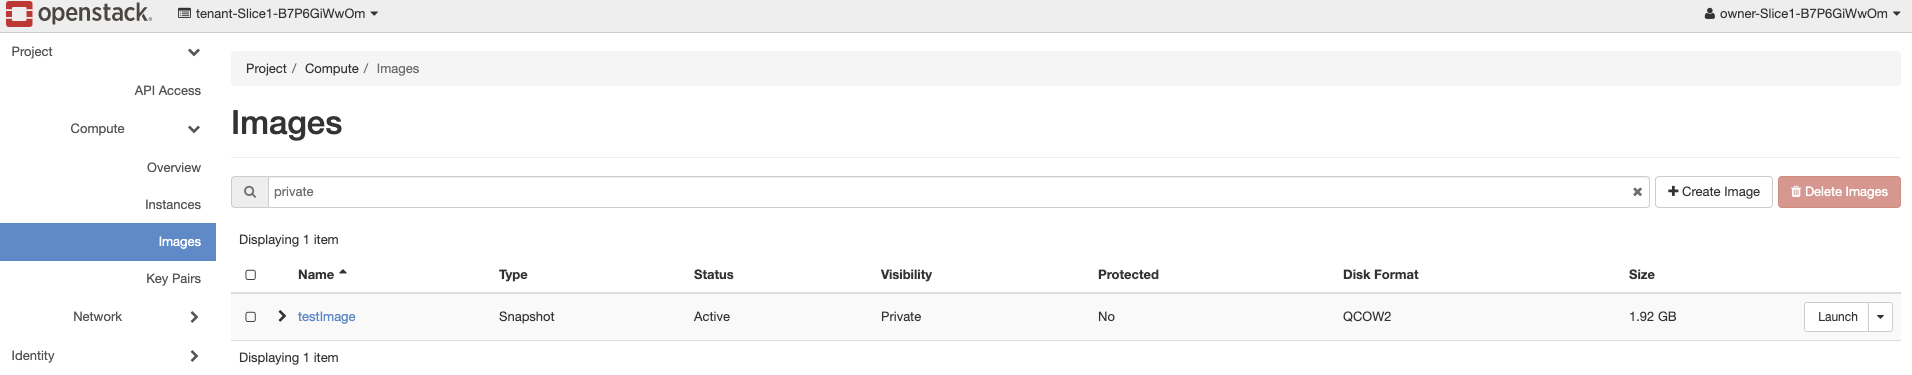 openstack. tenant-Slice1-B7P6GiWwOm owner-Slice1-B7P6GiWwOm
Project
API Access
Compute
Overview
Instances
Images
Key Pairs
Network
Identity
Project / Compute / Images
Images
private Create Image Delete Images
Displaying 1 item
Name Type Status Visibility Protected Disk Format Size
testImage Snapshot Active Private No QCOW2 1.92 GB Launch
Displaying 1 item